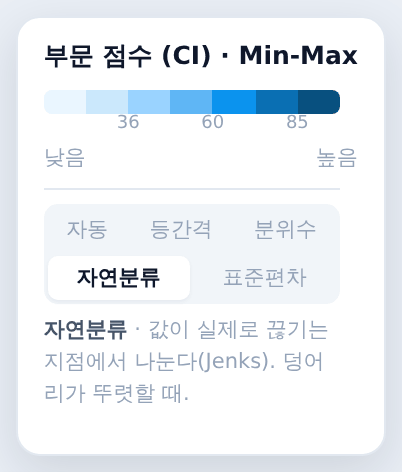 부문 점수 (CI) · Min-Max
36 60 85
낮음 높음
자동 등간격 분위수
자연분류 표준편차
자연분류 · 값이 실제로 끊기는
지점에서 나눈다(Jenks). 덩어
리가 뚜렷할 때.